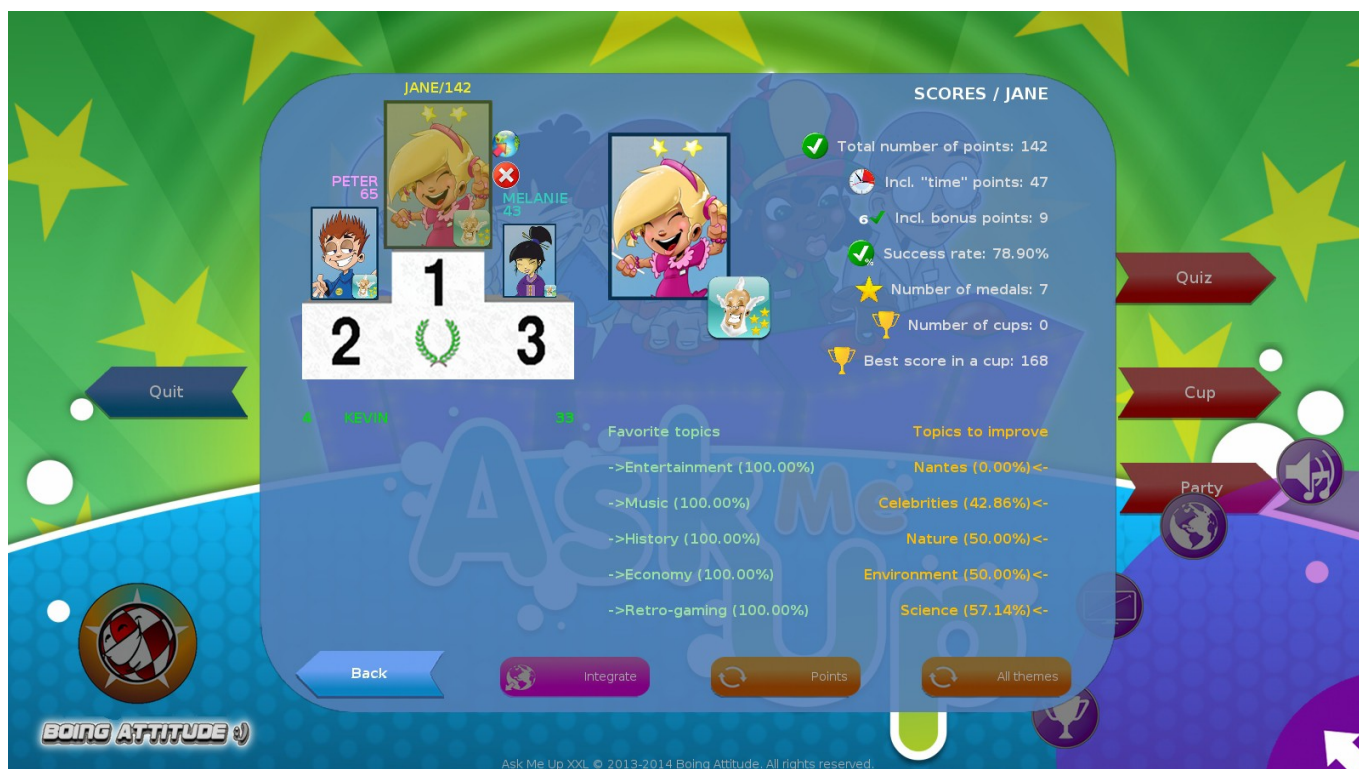 JANE/142
SCORES / JANE
Total number of points: 142
PETER
65
Incl. "time" points: 47
MELANIE
43
6 Incl. bonus points: 9
Success rate: 78.90%
%
1
Quiz
Number of medals: 7
2
3
Number of cups: 0
Best score in a cup: 168
Quit
Cup
4 KEVIN 33
Favorite topics
Topics to improve
->Entertainment (100.00%)
Nantes (0.00%)<-
Party
->Music (100.00%)
Celebrities (42.86%)<-
->History (100.00%)
Nature (50.00%)<-
->Economy (100.00%)
Environment (50.00%)<-
->Retro-gaming (100.00%)
Science (57.14%)<-
Ask Me Up
Back
Integrate
Points
All themes
BOING ATTITUDE
Ask Me Up XXL © 2013-2014 Boing Attitude. All rights reserved.